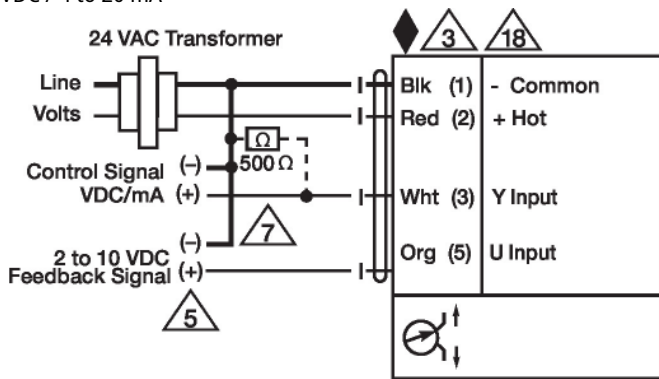 VDC / 4 to 20 mA
24 VAC Transformer
3
18
Line
Volts
Blk (1)
- Common
Red (2)
+ Hot
Ω
500 Ω
Control Signal (–)
VDC/mA (+)
Wht (3)
Y Input
7
(–)
2 to 10 VDC
Feedback Signal (+)
Org (5)
U Input
5